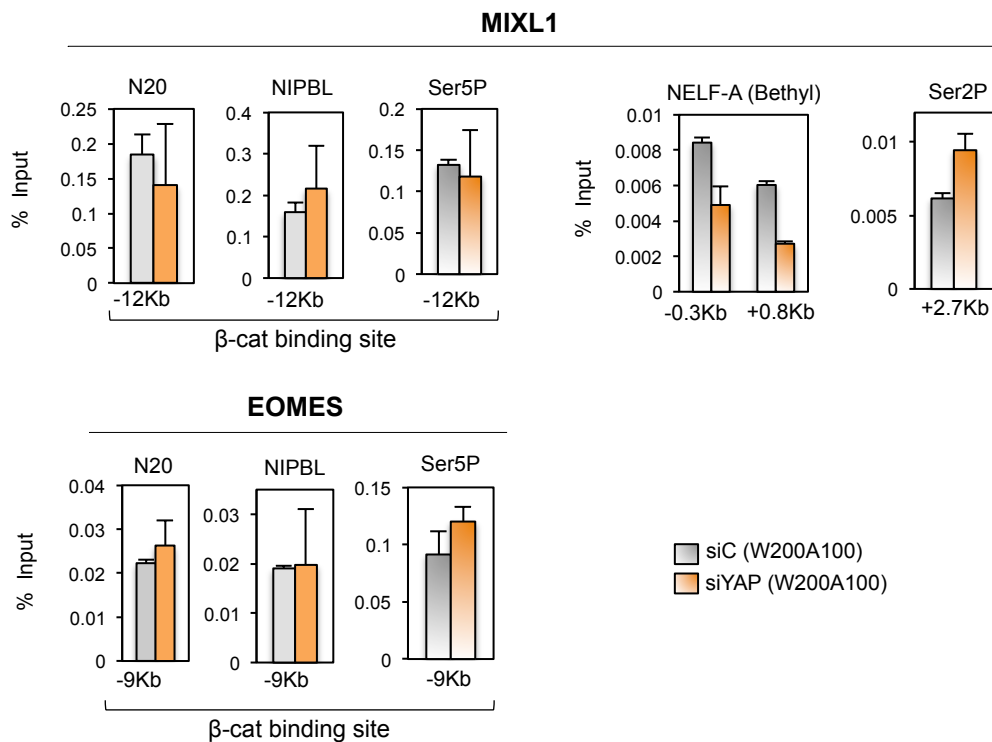 MIXL1
N20
0.25
0.2
0.15
0.1
0.05
0
% Input
-12Kb
NIPBL
0.4
0.3
0.2
0.1
0
-12Kb
Ser5P
0.2
0.15
0.1
0.05
0
-12Kb
β-cat binding site
NELF-A (Bethyl)
0.01
0.008
0.006
0.004
0.002
0
% Input
-0.3Kb +0.8Kb
Ser2P
0.01
0.005
0
+2.7Kb
EOMES
N20
0.04
0.03
0.02
0.01
0
% Input
-9Kb
NIPBL
0.03
0.02
0.01
0
-9Kb
Ser5P
0.15
0.1
0.05
0
-9Kb
β-cat binding site
siC (W200A100)
siYAP (W200A100)